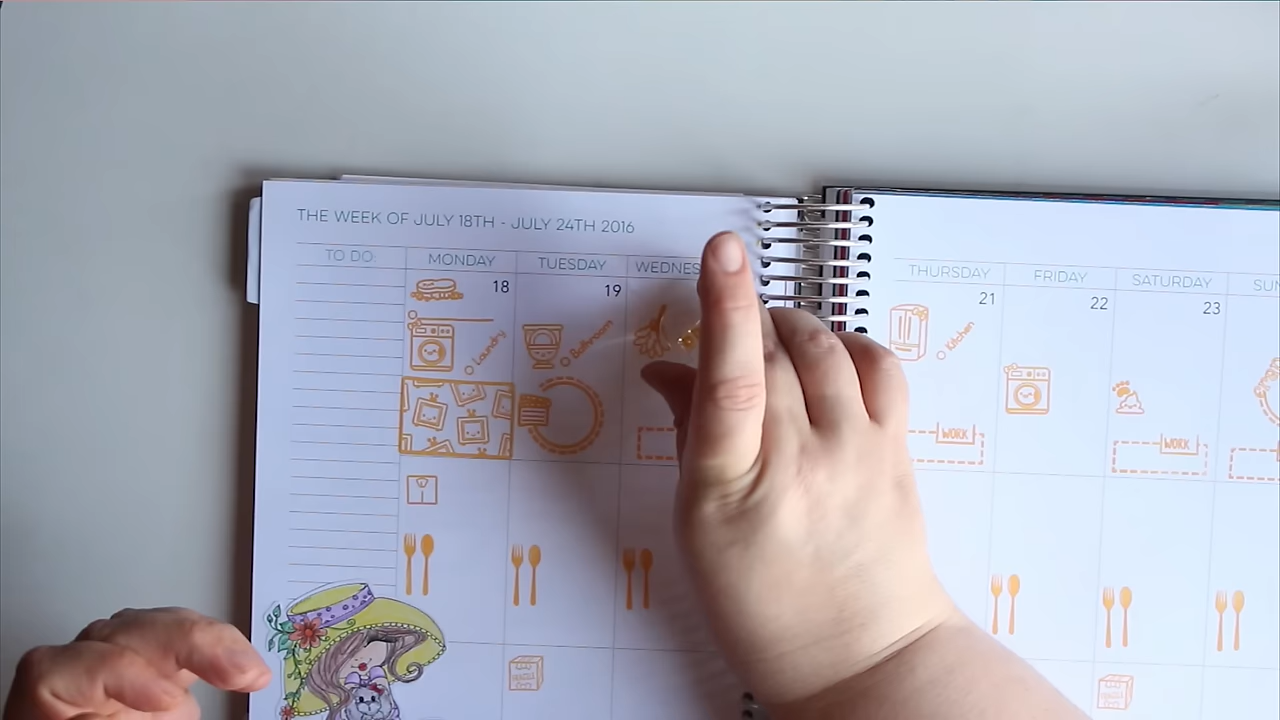 THE WEEK OF JULY 18TH - JULY 24TH 2016
TO DO:
MONDAY
TUESDAY
WEDNES
THURSDAY
FRIDAY
SATURDAY
SUN
18
19
21
22
23
Laundry
Bathroom
Kitchen
WORK
WORK